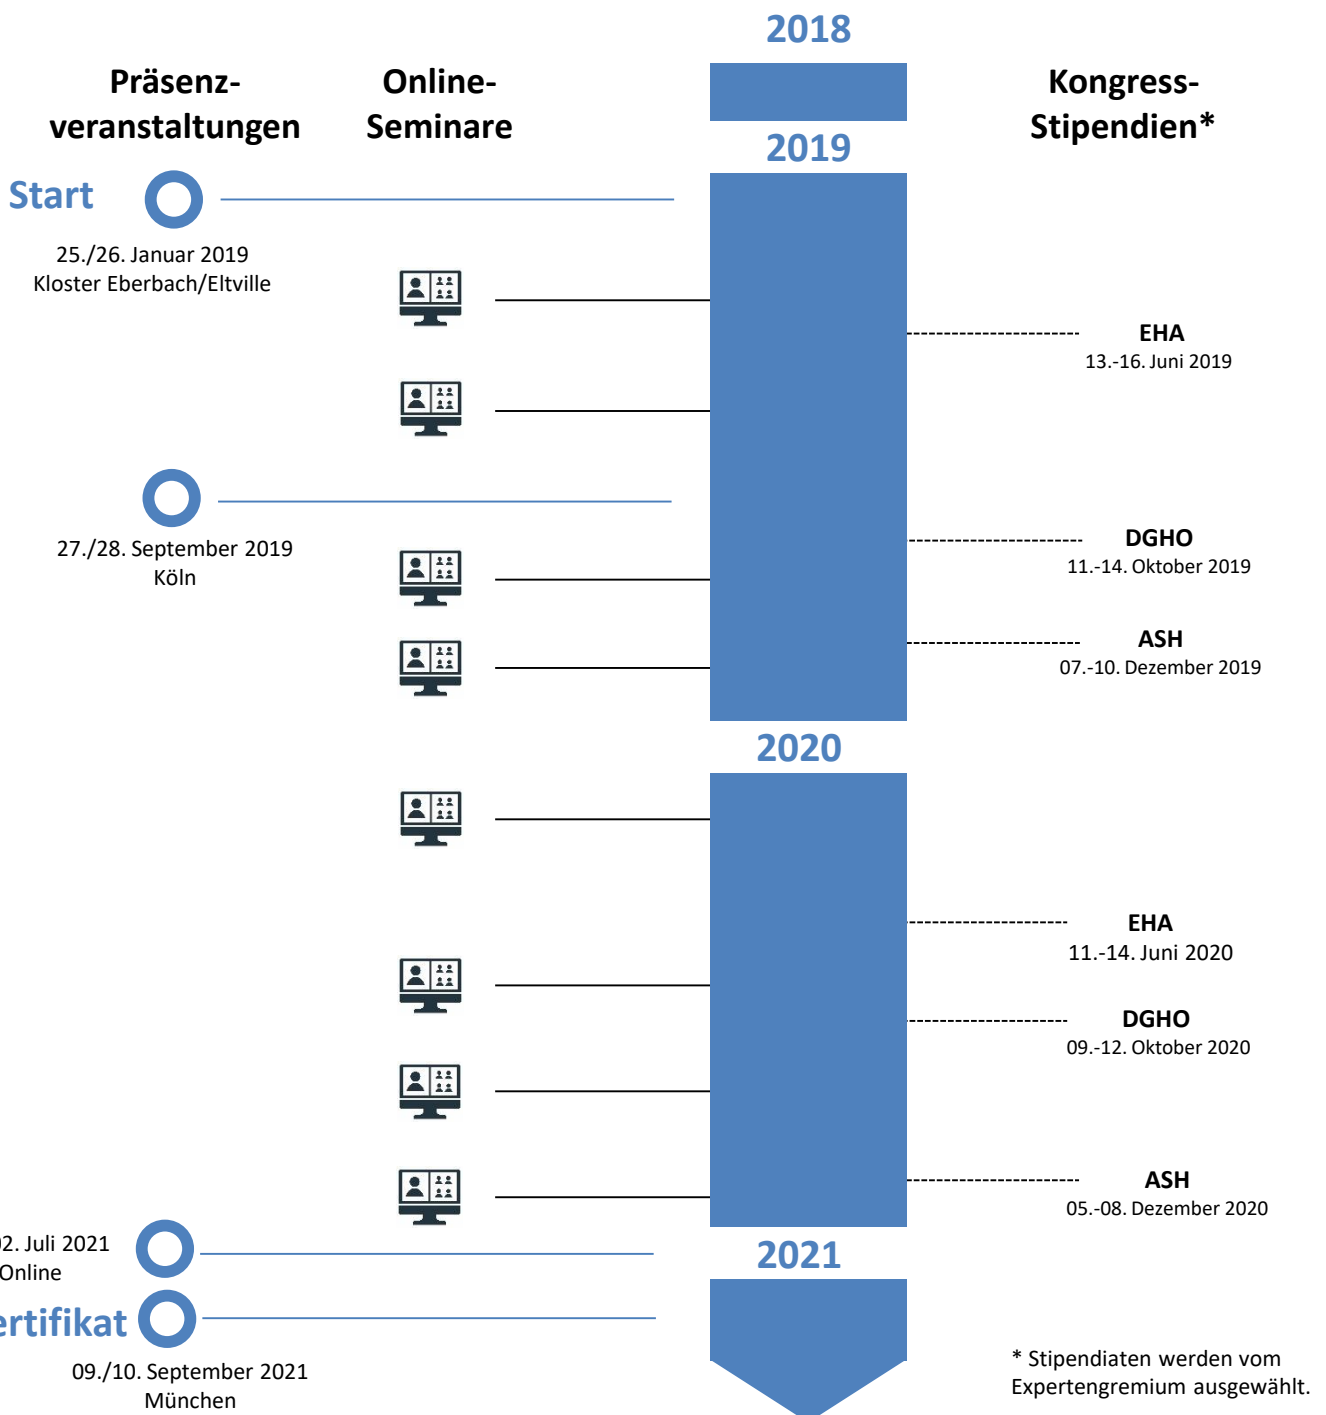 2018
Präsenz-
veranstaltungen
Online-
Seminare
Kongress-
Stipendien*
2019
Start
25./26. Januar 2019
Kloster Eberbach/Eltville
EHA
13.-16. Juni 2019
27./28. September 2019
Köln
DGHO
11.-14. Oktober 2019
ASH
07.-10. Dezember 2019
2020
EHA
11.-14. Juni 2020
DGHO
09.-12. Oktober 2020
ASH
05.-08. Dezember 2020
2. Juli 2021
Online
2021
ertifikat
09./10. September 2021
München
* Stipendiaten werden vom
Expertengremium ausgewählt.